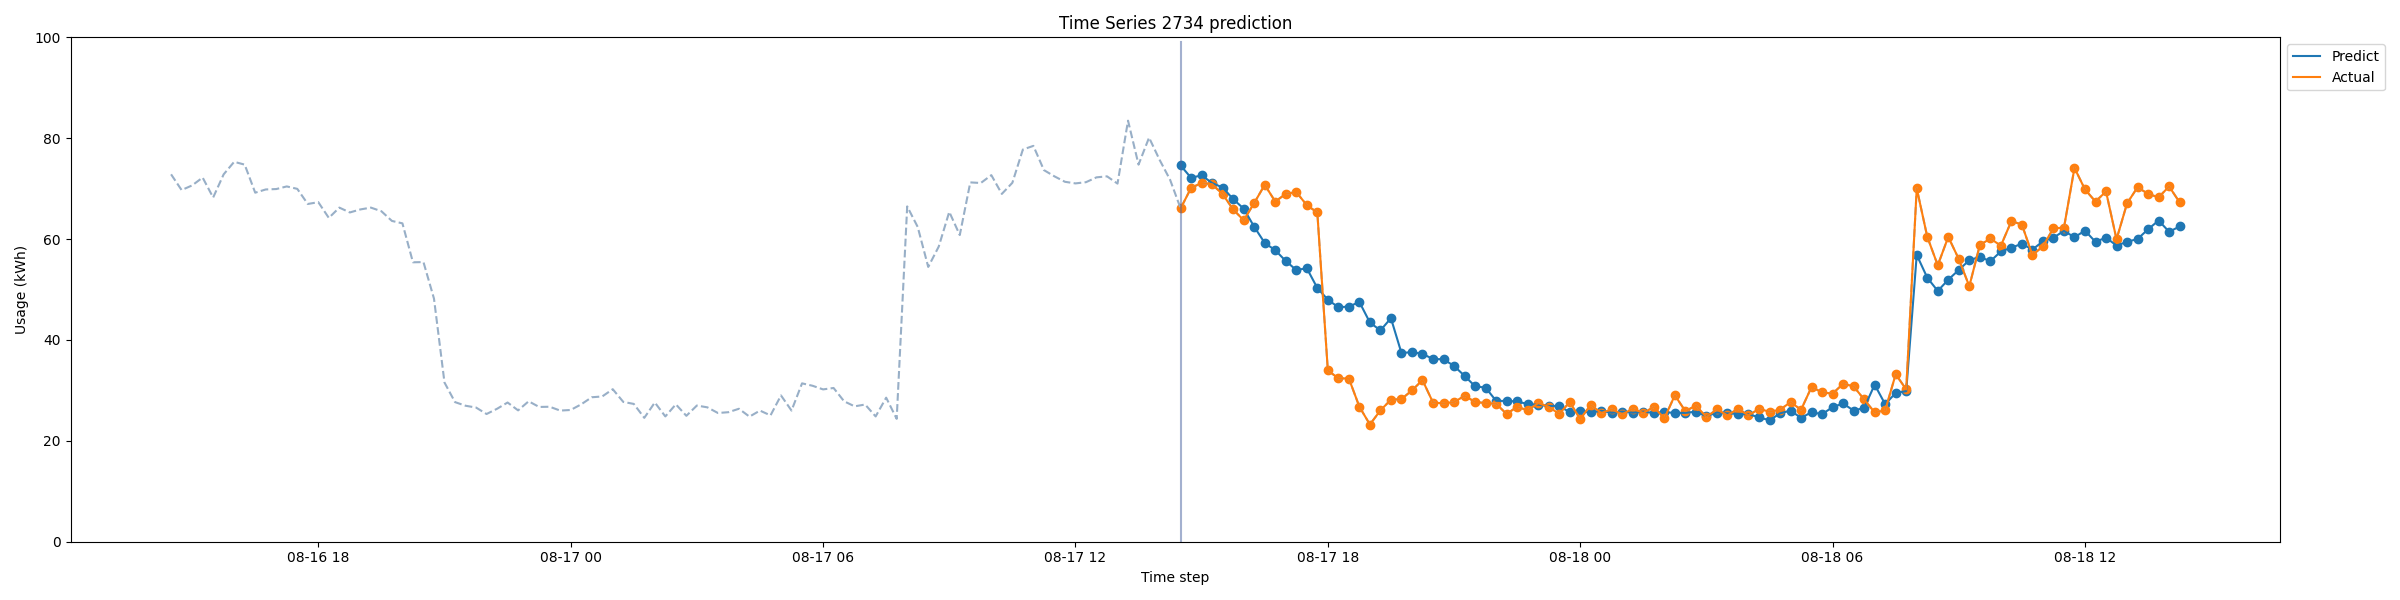 Time Series 2734 prediction
100
80
60
40
20
0
Usage (kWh)
08-16 18
08-17 00
08-17 06
08-17 12
08-17 18
08-18 00
08-18 06
08-18 12
Time step
Predict
Actual